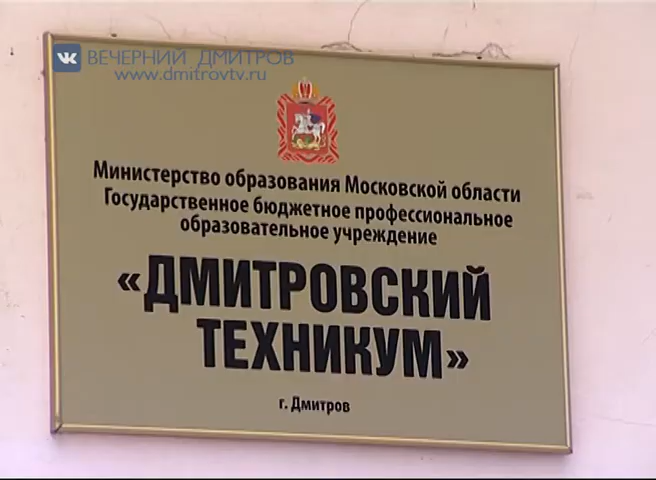 ВЕЧЕРНИЙ ДМИТРОВ
www.dmitrovtv.ru
Министерство образования Московской области
Государственное бюджетное профессиональное
образовательное учреждение
«ДМИТРОВСКИЙ
ТЕХНИКУМ»
г. Дмитров